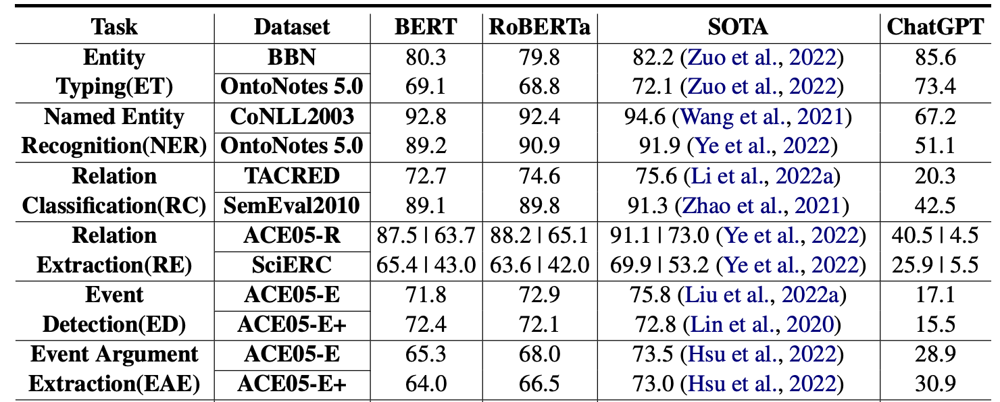 Task Dataset BERT RoBERTa SOTA ChatGPT
Entity BBN 80.3 79.8 82.2 (Zuo et al., 2022) 85.6
Typing(ET) OntoNotes 5.0 69.1 68.8 72.1 (Zuo et al., 2022) 73.4
Named Entity CoNLL2003 92.8 92.4 94.6 (Wang et al., 2021) 67.2
Recognition(NER) OntoNotes 5.0 89.2 90.9 91.9 (Ye et al., 2022) 51.1
Relation TACRED 72.7 74.6 75.6 (Li et al., 2022a) 20.3
Classification(RC) SemEval2010 89.1 89.8 91.3 (Zhao et al., 2021) 42.5
Relation ACE05-R 87.5 | 63.7 88.2 | 65.1 91.1 | 73.0 (Ye et al., 2022) 40.5 | 4.5
Extraction(RE) SciERC 65.4 | 43.0 63.6 | 42.0 69.9 | 53.2 (Ye et al., 2022) 25.9 | 5.5
Event ACE05-E 71.8 72.9 75.8 (Liu et al., 2022a) 17.1
Detection(ED) ACE05-E+ 72.4 72.1 72.8 (Lin et al., 2020) 15.5
Event Argument ACE05-E 65.3 68.0 73.5 (Hsu et al., 2022) 28.9
Extraction(EAE) ACE05-E+ 64.0 66.5 73.0 (Hsu et al., 2022) 30.9